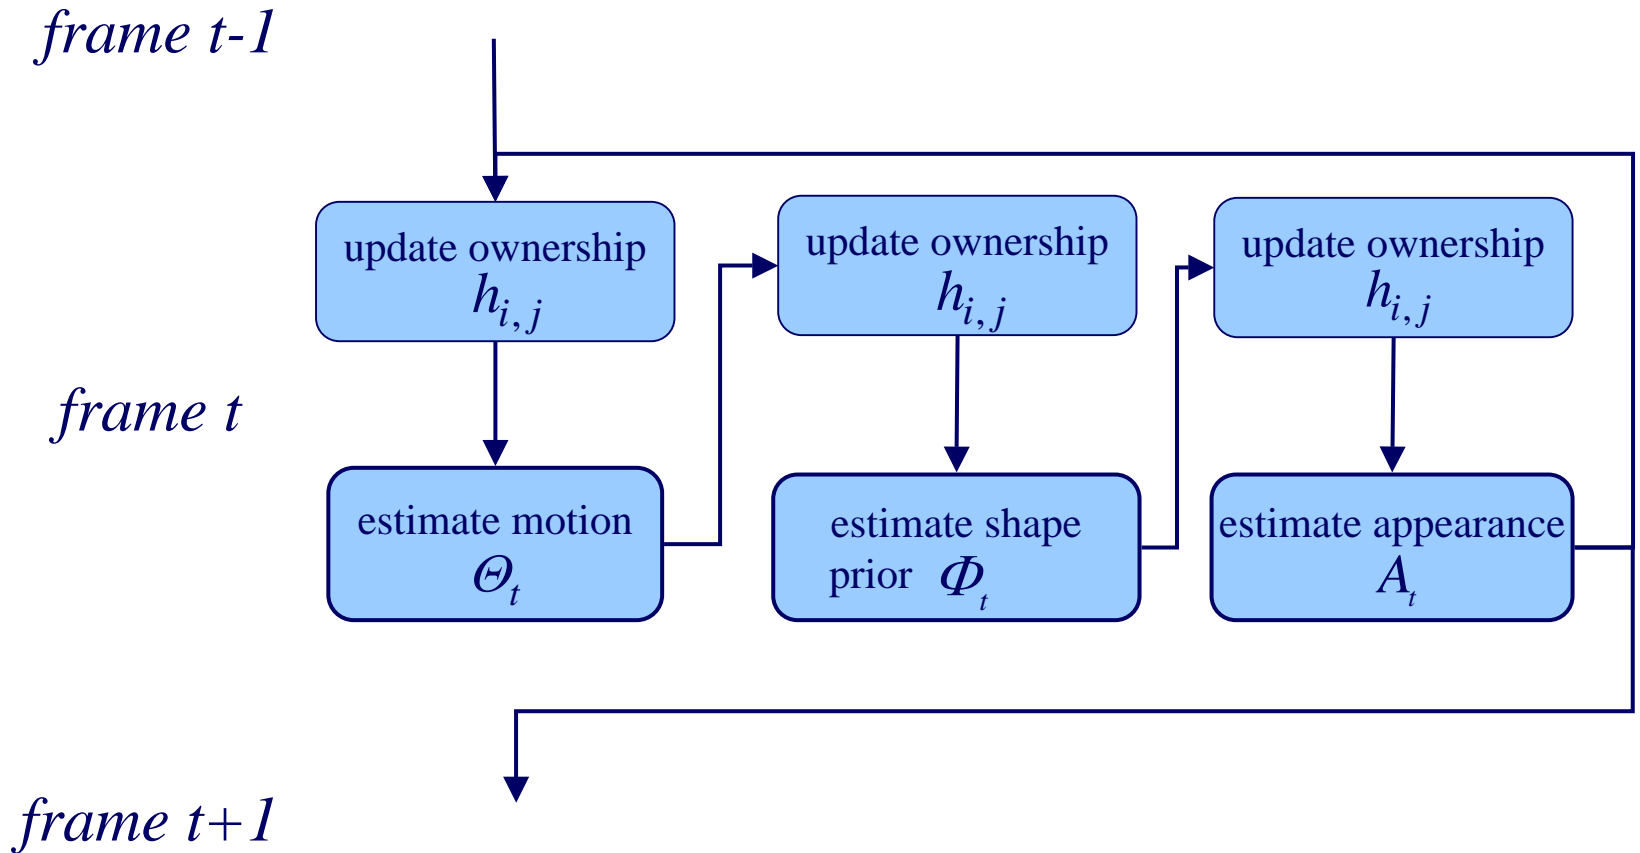 frame t-1
update ownership
h_{i,j}
update ownership
h_{i,j}
update ownership
h_{i,j}
frame t
estimate motion
Θ_t
estimate shape
prior Φ_t
estimate appearance
A_t
frame t+1